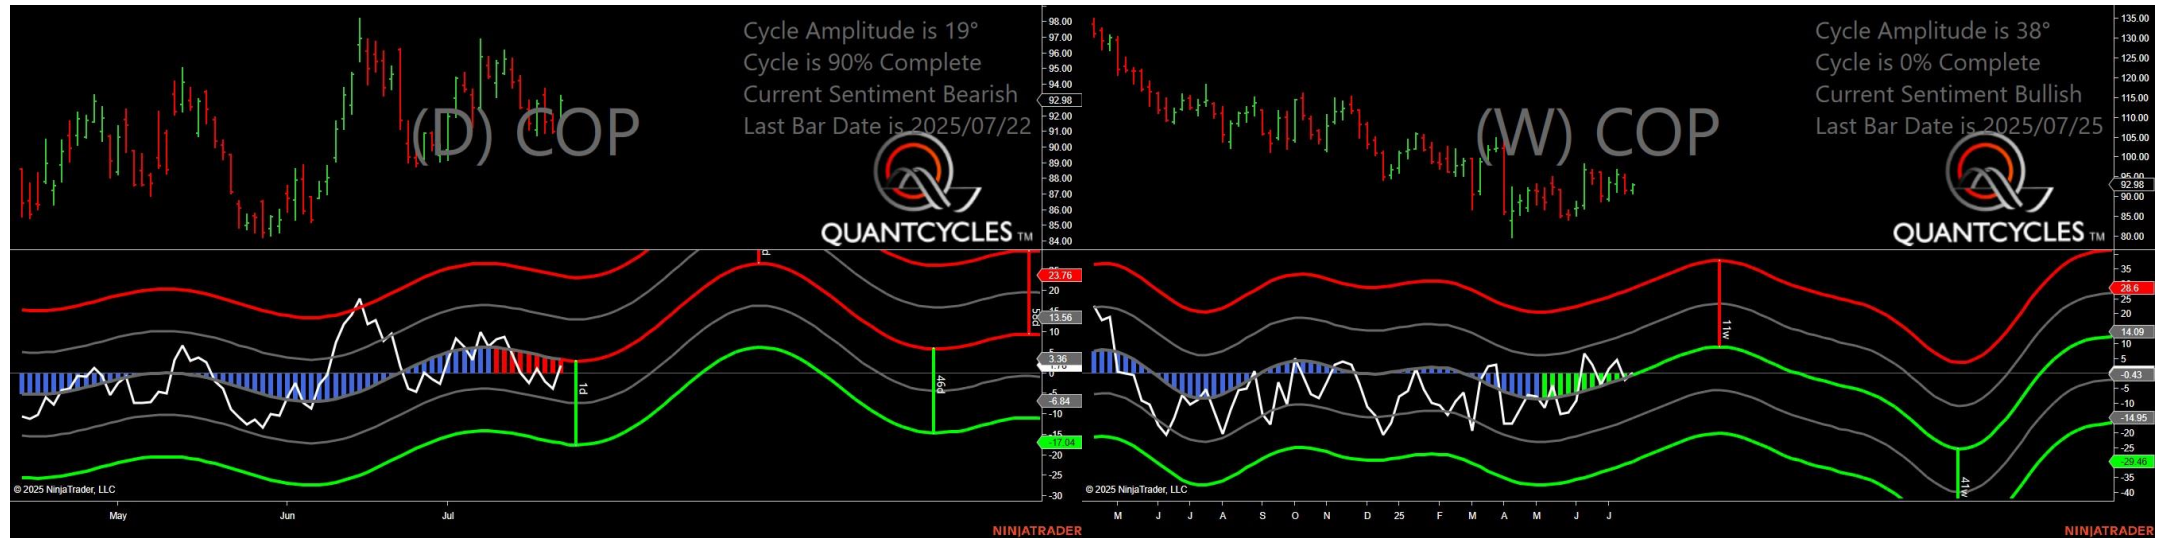 Cycle Amplitude is 19°
Cycle is 90% Complete
Current Sentiment Bearish
Last Bar Date is 2025/07/22
(D) COP
QUANTCYCLES TM
98.00
97.00
96.00
95.00
94.00
92.98
92.00
91.00
90.00
89.00
88.00
87.00
86.00
85.00
84.00
23.76
20
13.56
10
5
3.36
0
-6.84
-10
-17.04
-20
-25
-30
d
1d
46d
58d
© 2025 NinjaTrader, LLC
May
Jun
Jul
NINJATRADER
Cycle Amplitude is 38°
Cycle is 0% Complete
Current Sentiment Bullish
Last Bar Date is 2025/07/25
(W) COP
QUANTCYCLES TM
135.00
130.00
125.00
120.00
115.00
110.00
105.00
100.00
95.00
92.98
90.00
85.00
80.00
35
28.6
25
20
14.09
10
5
-0.43
-5
-10
-14.95
-20
-25
-29.46
-35
-40
11w
41w
© 2025 NinjaTrader, LLC
M
J
J
A
S
O
N
D
25
F
M
A
M
J
J
NINJATRADER